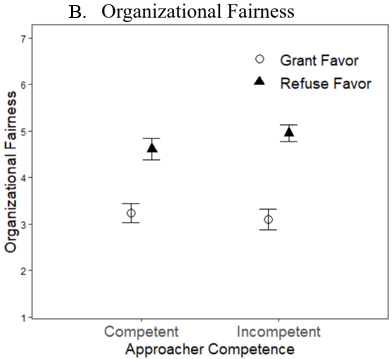 B. Organizational Fairness
7
6
5
4
3
2
1
Organizational Fairness
Grant Favor
Refuse Favor
Competent
Incompetent
Approacher Competence